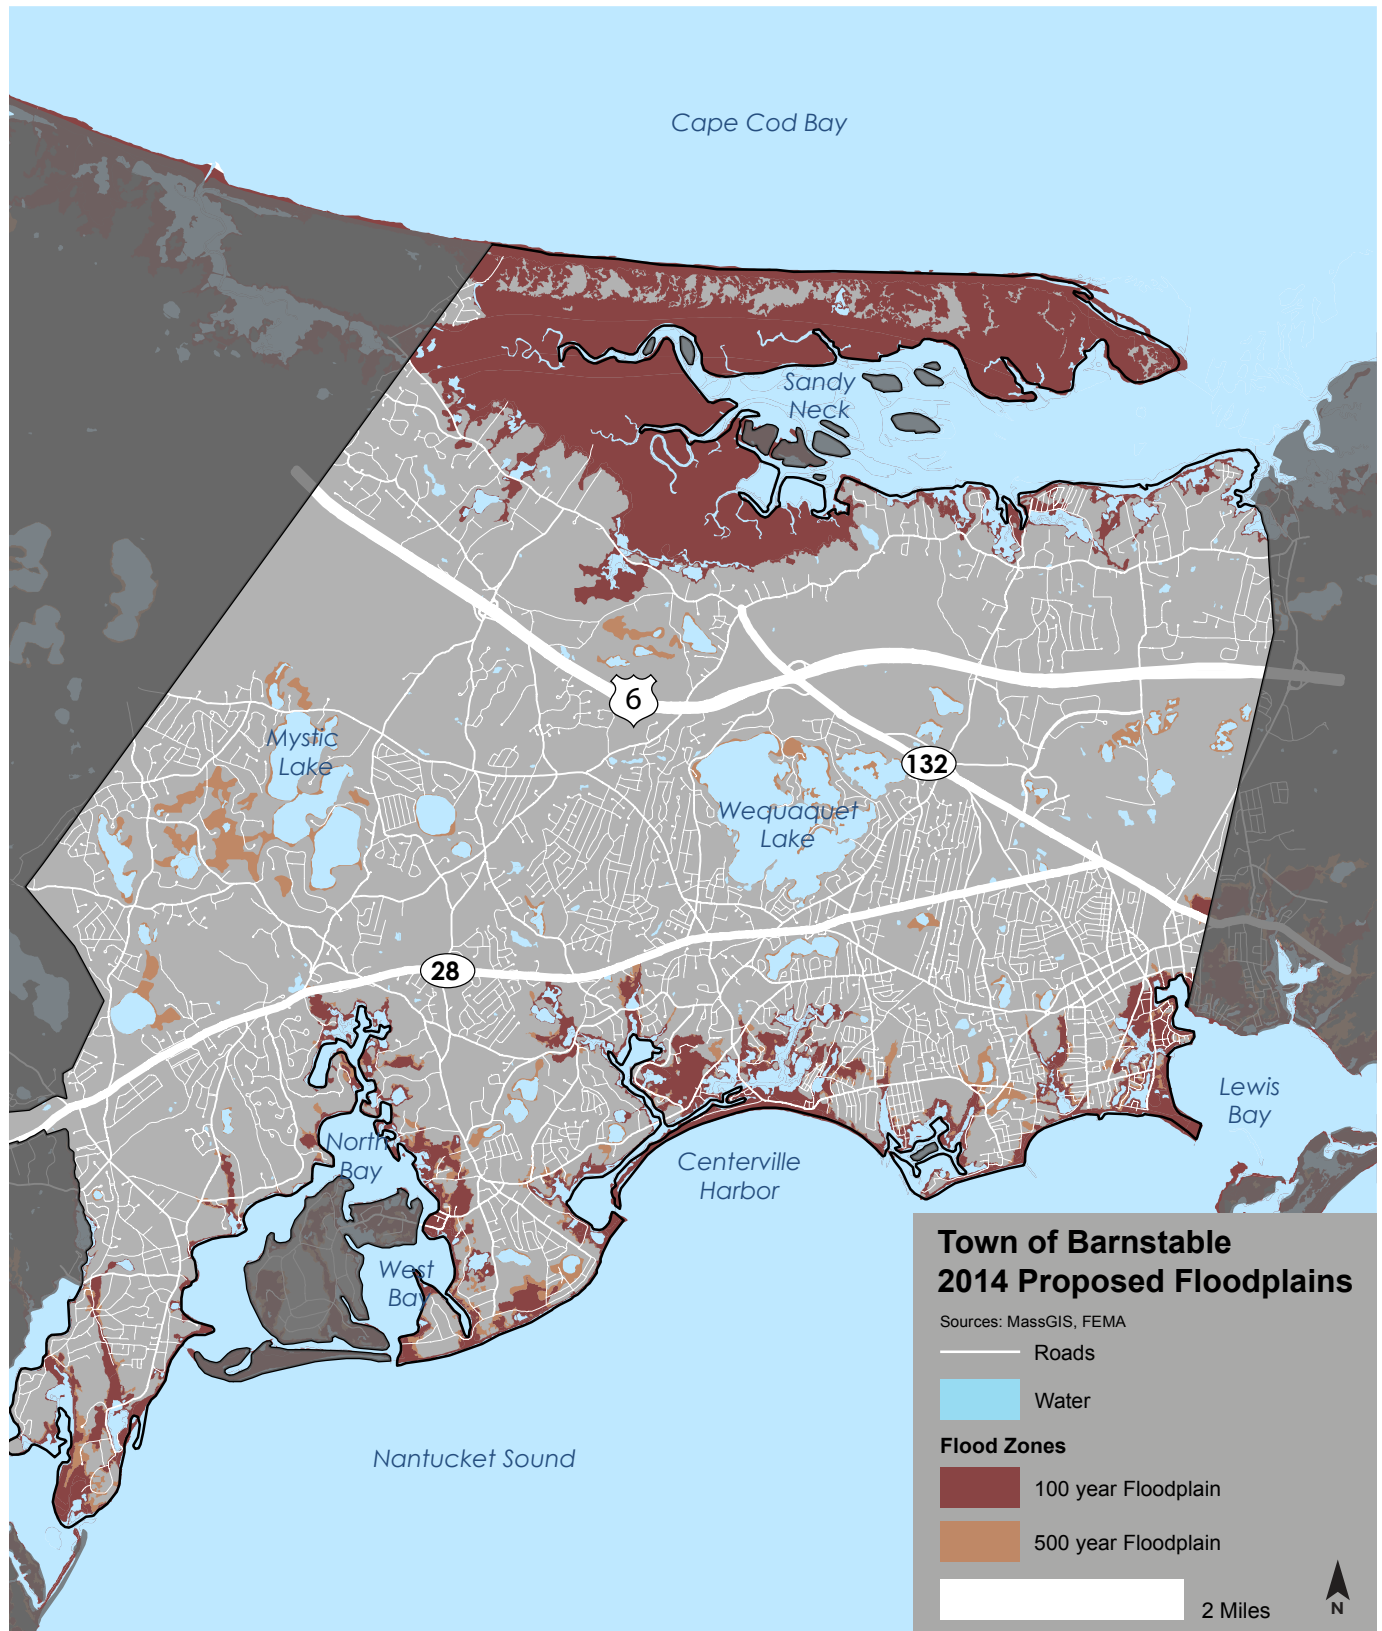 Cape Cod Bay
Sandy
Neck
6
Mystic
Lake
132
Wequaquet
Lake
28
Lewis
Bay
North
Bay
Centerville
Harbor
West
Bay
Nantucket Sound
Town of Barnstable
2014 Proposed Floodplains
Sources: MassGIS, FEMA
Roads
Water
Flood Zones
100 year Floodplain
500 year Floodplain
2 Miles
N